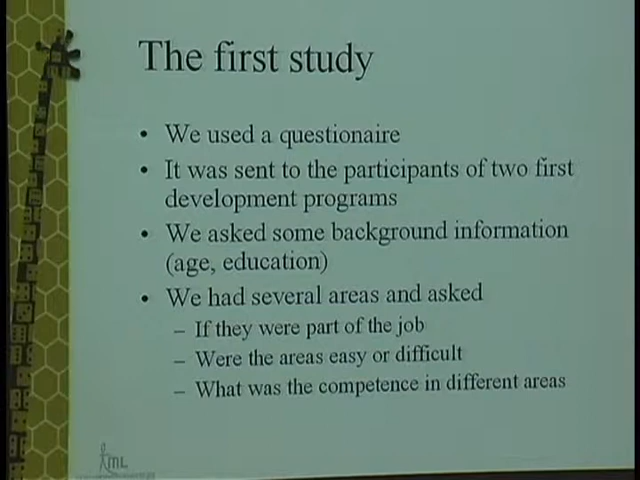 The first study
• We used a questionaire
• It was sent to the participants of two first
development programs
• We asked some background information
(age, education)
• We had several areas and asked
– If they were part of the job
– Were the areas easy or difficult
– What was the competence in different areas
ML